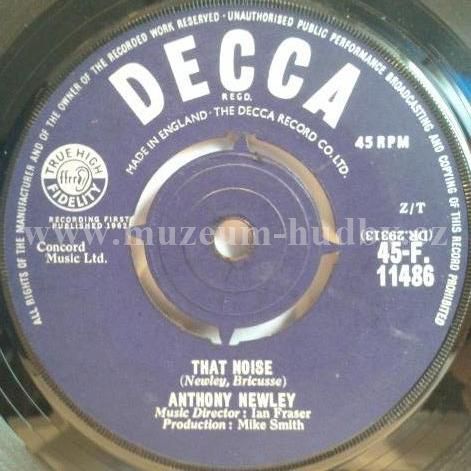 ALL RIGHTS OF THE MANUFACTURER AND OF THE OWNER OF THE RECORDED WORK RESERVED · UNAUTHORISED PUBLIC PERFORMANCE BROADCASTING AND COPYING OF THIS RECORD PROHIBITED
DECCA
REGD.
MADE IN ENGLAND · THE DECCA RECORD CO. LTD.
45 RPM
TRUE HIGH
ffrr
FIDELITY
Z/T
RECORDING FIRST
PUBLISHED 1962
(DR.29313)
www.muzeum-hudby.cz
Concord
Music Ltd.
45-F.
11486
THAT NOISE
(Newley, Bricusse)
ANTHONY NEWLEY
Music Director : Ian Fraser
Production : Mike Smith